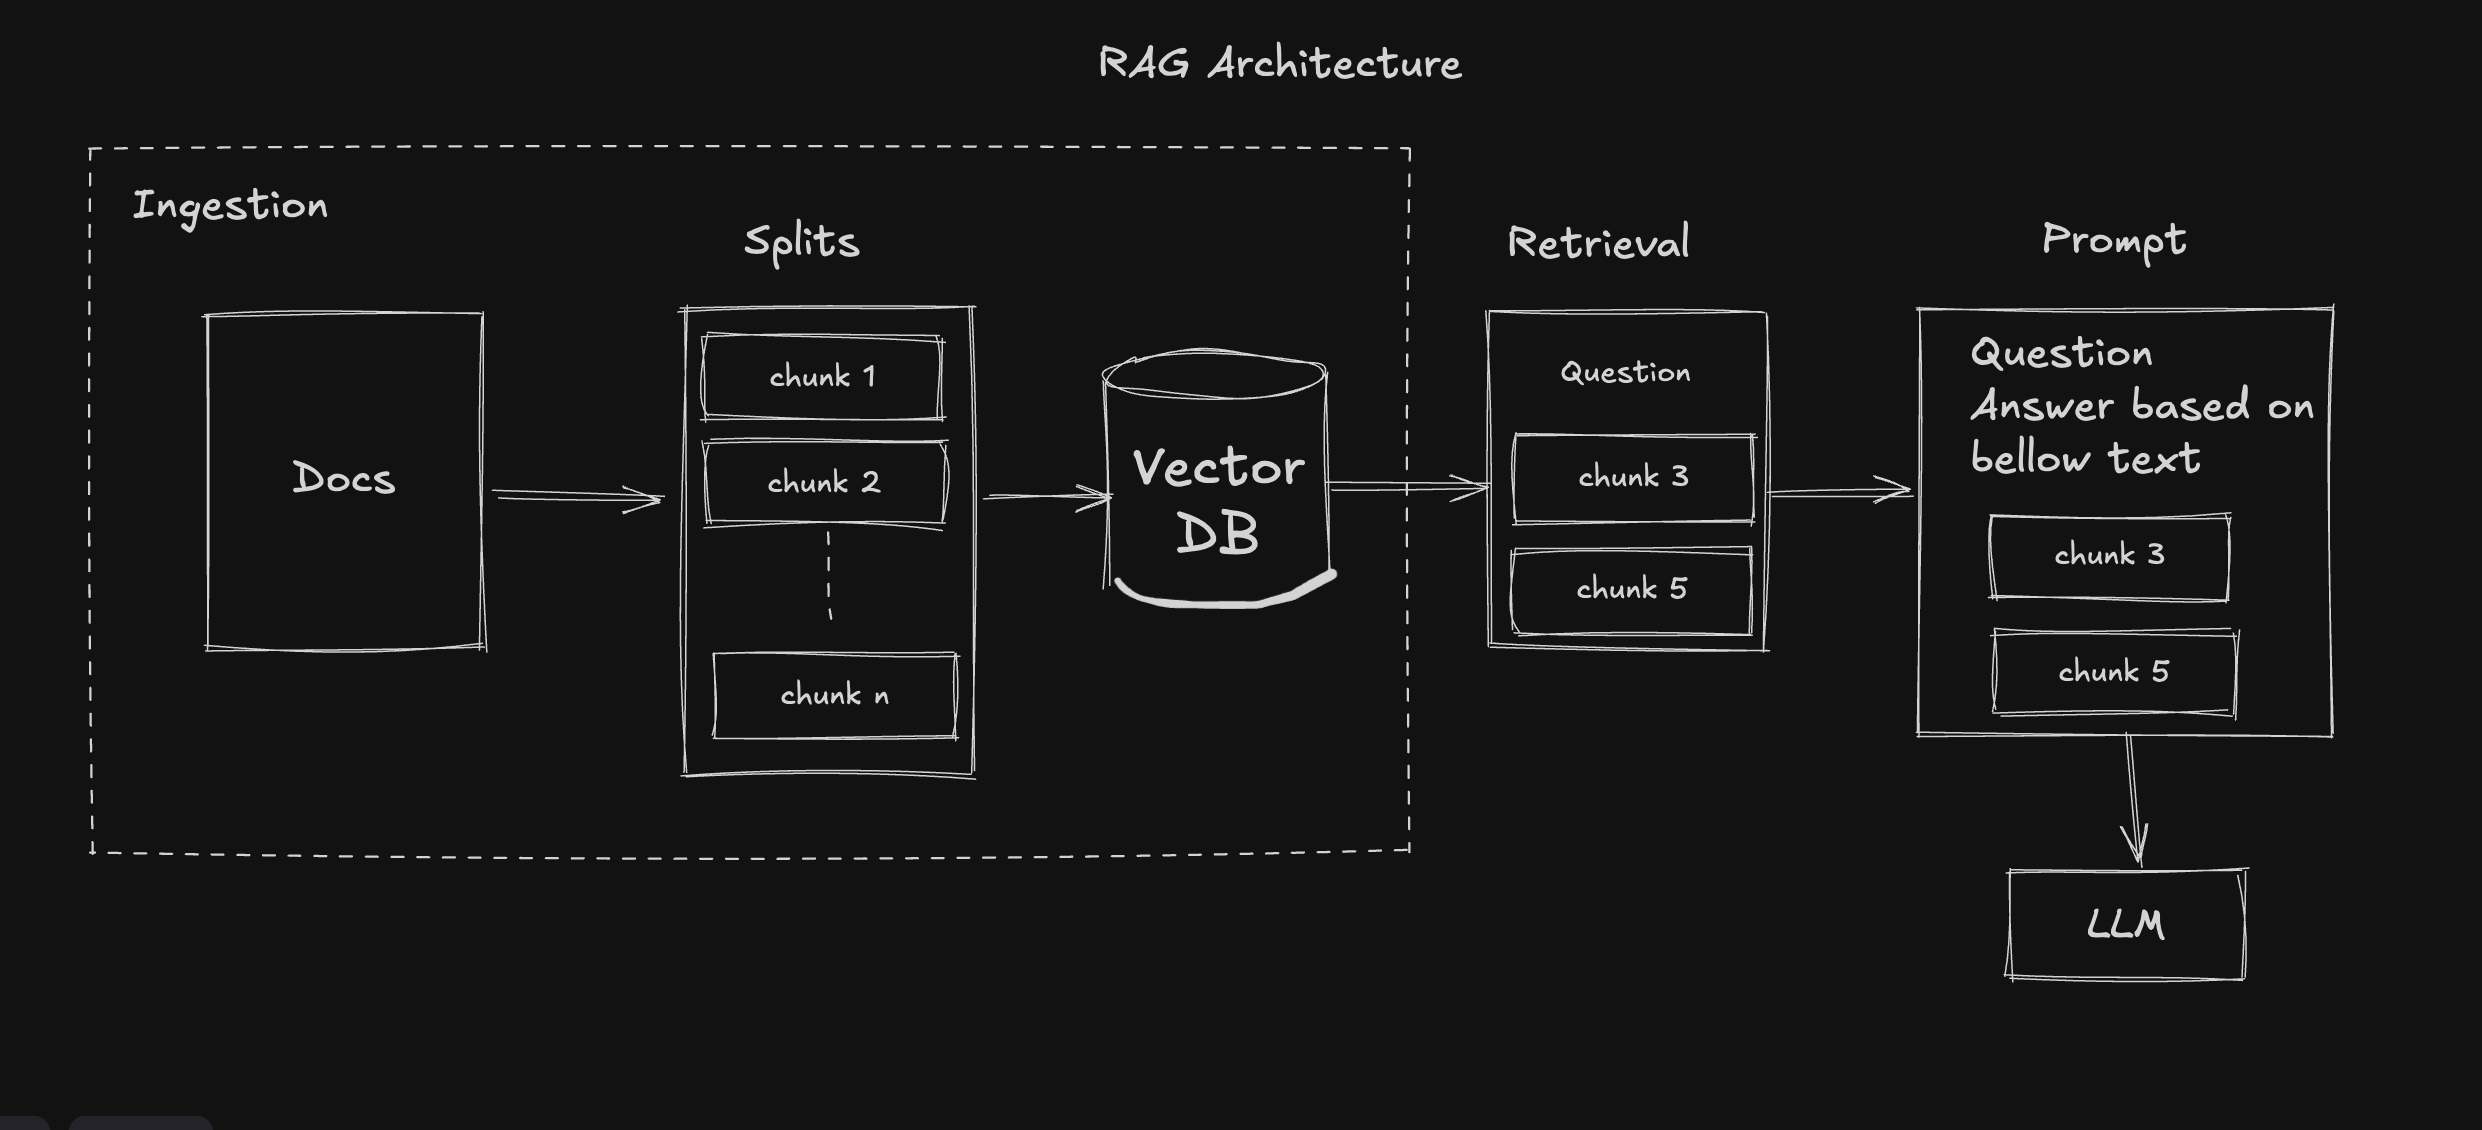 RAG Architecture
Ingestion
Docs
Splits
chunk 1
chunk 2
chunk n
Vector
DB
Retrieval
Question
chunk 3
chunk 5
Prompt
Question
Answer based on
bellow text
chunk 3
chunk 5
LLM